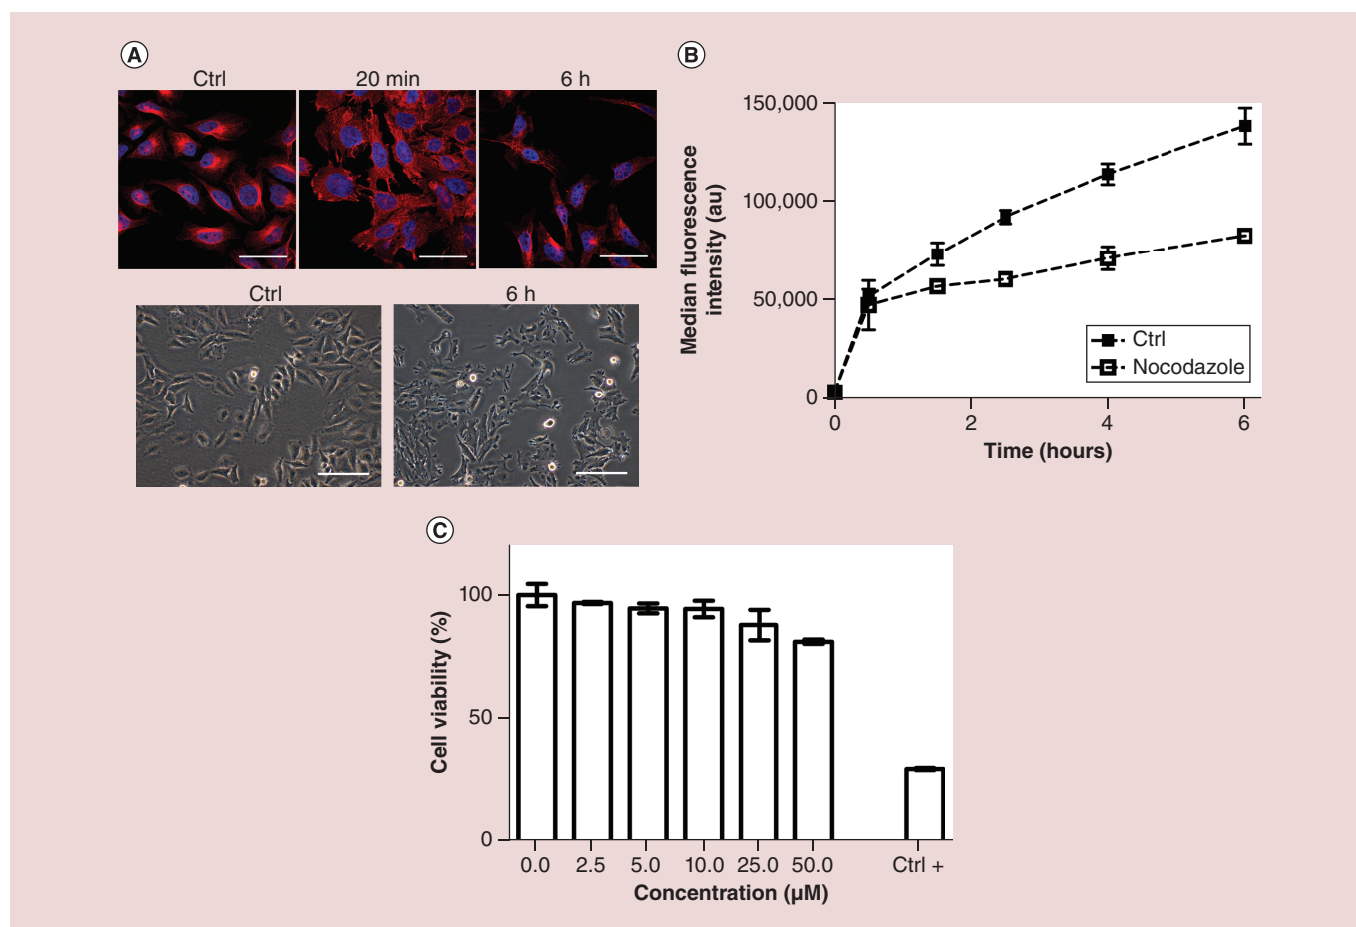 A
Ctrl
20 min
6 h
Ctrl
6 h
B
Median fluorescence
intensity (au)
150,000
100,000
50,000
0
0
2
4
6
Time (hours)
Ctrl
Nocodazole
C
Cell viability (%)
100
50
0
0.0
2.5
5.0
10.0
25.0
50.0
Ctrl +
Concentration (µM)